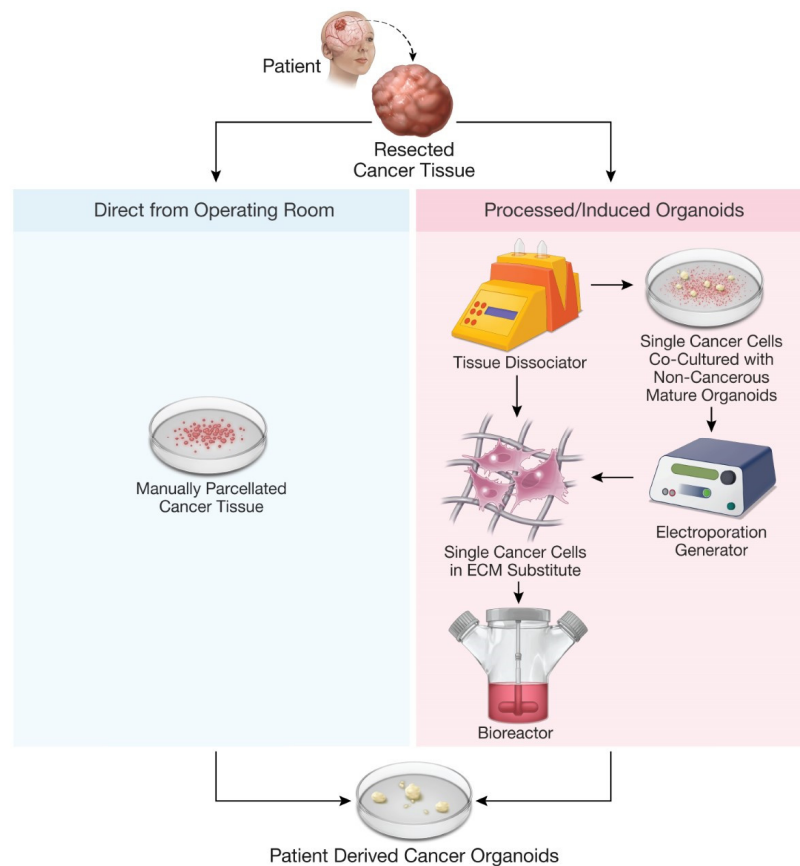 Patient
Resected
Cancer Tissue
Direct from Operating Room
Processed/Induced Organoids
Tissue Dissociator
Single Cancer Cells
Co-Cultured with
Non-Cancerous
Mature Organoids
Manually Parcellated
Cancer Tissue
Single Cancer Cells
in ECM Substitute
Electroporation
Generator
Bioreactor
Patient Derived Cancer Organoids